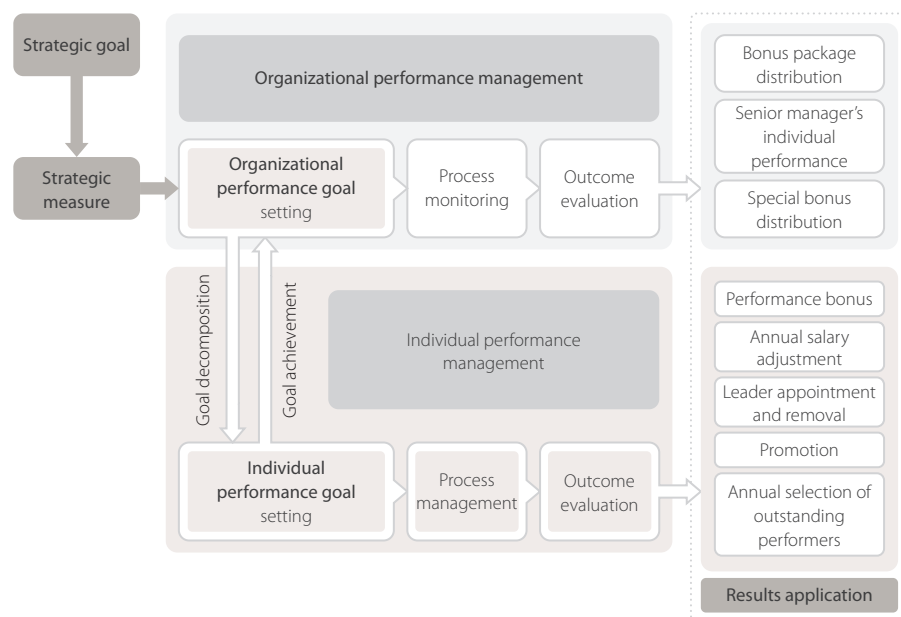 Strategic goal
Strategic
measure
Organizational performance management
Organizational
performance goal
setting
Process
monitoring
Outcome
evaluation
Bonus package
distribution
Senior manager’s
individual
performance
Special bonus
distribution
Goal decomposition
Goal achievement
Individual performance
management
Individual
performance goal
setting
Process
management
Outcome
evaluation
Performance bonus
Annual salary
adjustment
Leader appointment
and removal
Promotion
Annual selection of
outstanding
performers
Results application